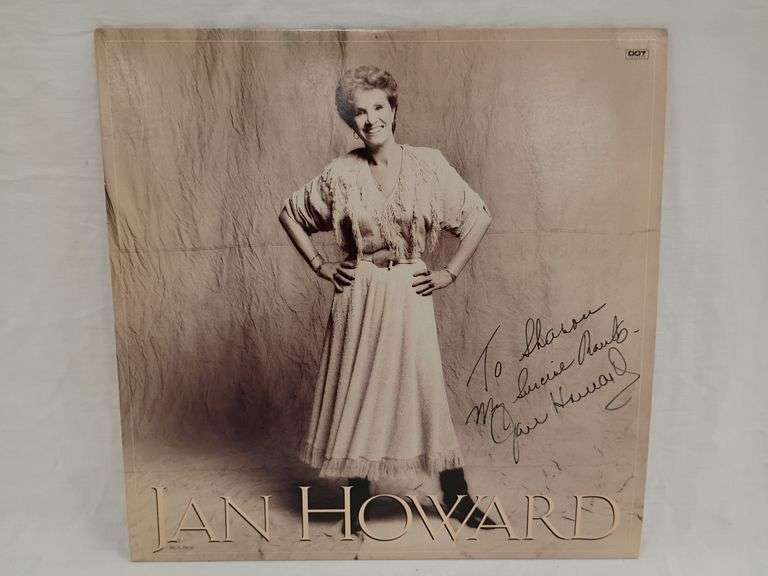 DOT
To Sharon
My Sincere Thanks-
Jan Howard
JAN HOWARD